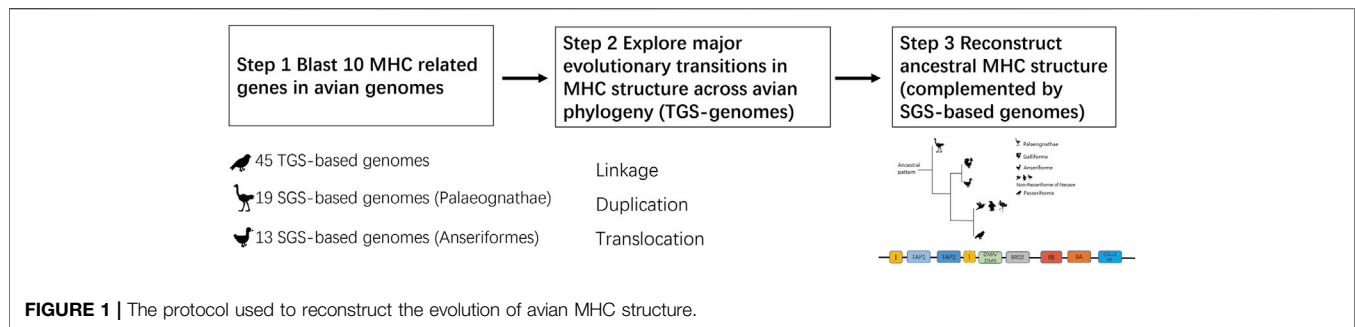 Step 1 Blast 10 MHC related
genes in avian genomes
Step 2 Explore major
evolutionary transitions in
MHC structure across avian
phylogeny (TGS-genomes)
Step 3 Reconstruct
ancestral MHC structure
(complemented by
SGS-based genomes)
45 TGS-based genomes
19 SGS-based genomes (Palaeognathae)
13 SGS-based genomes (Anseriformes)
Linkage
Duplication
Translocation
Ancestral
pattern
Palaeognathae
Galliforme
Anseriforme
Non-Passeriforme of Neoave
Passeriforme
I TAP1 TAP2 I DMA/ BRD2 IIB IIA
DMB
FIGURE 1 | The protocol used to reconstruct the evolution of avian MHC structure.